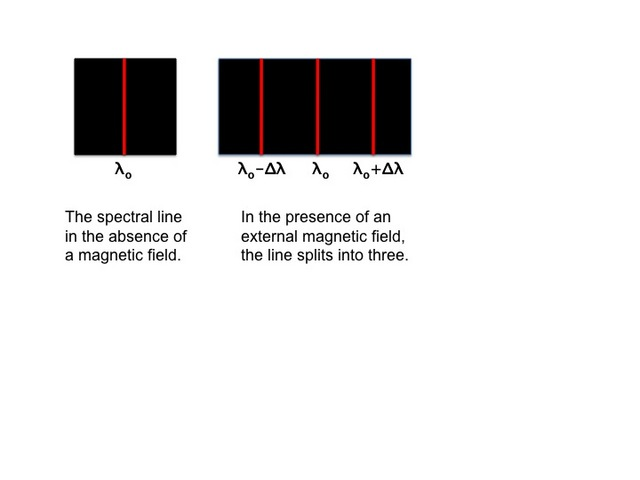 λo
λo−Δλ λo λo+Δλ
The spectral line
in the absence of
a magnetic field.
In the presence of an
external magnetic field,
the line splits into three.